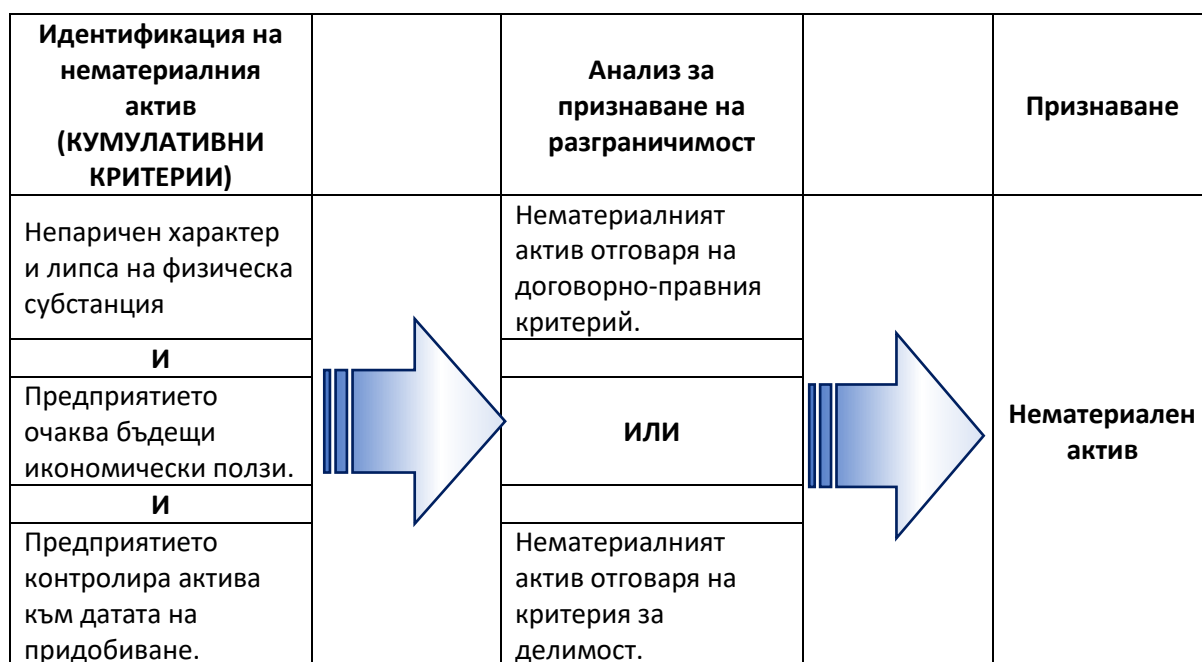 Идентификация на
нематериалния
актив
(КУМУЛАТИВНИ
КРИТЕРИИ)
Анализ за
признаване на
разграничимост
Признаване
Непаричен характер
и липса на физическа
субстанция
И
Предприятието
очаква бъдещи
икономически ползи.
И
Предприятието
контролира актива
към датата на
придобиване.
Нематериалният
актив отговаря на
договорно-правния
критерий.
ИЛИ
Нематериалният
актив отговаря на
критерия за
делимост.
Нематериален
актив